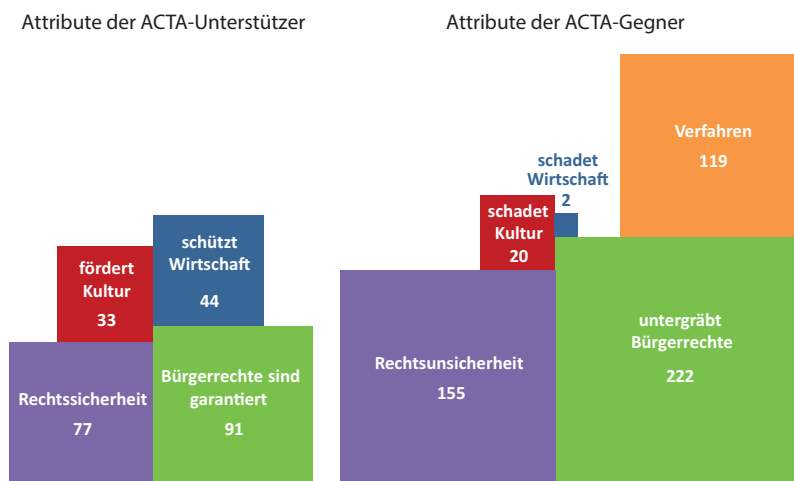 Attribute der ACTA-Unterstützer
fördert
Kultur
33
schützt
Wirtschaft
44
Rechtssicherheit
77
Bürgerrechte sind
garantiert
91
Attribute der ACTA-Gegner
Verfahren
119
schadet
Wirtschaft
2
schadet
Kultur
20
Rechtsunsicherheit
155
untergräbt
Bürgerrechte
222